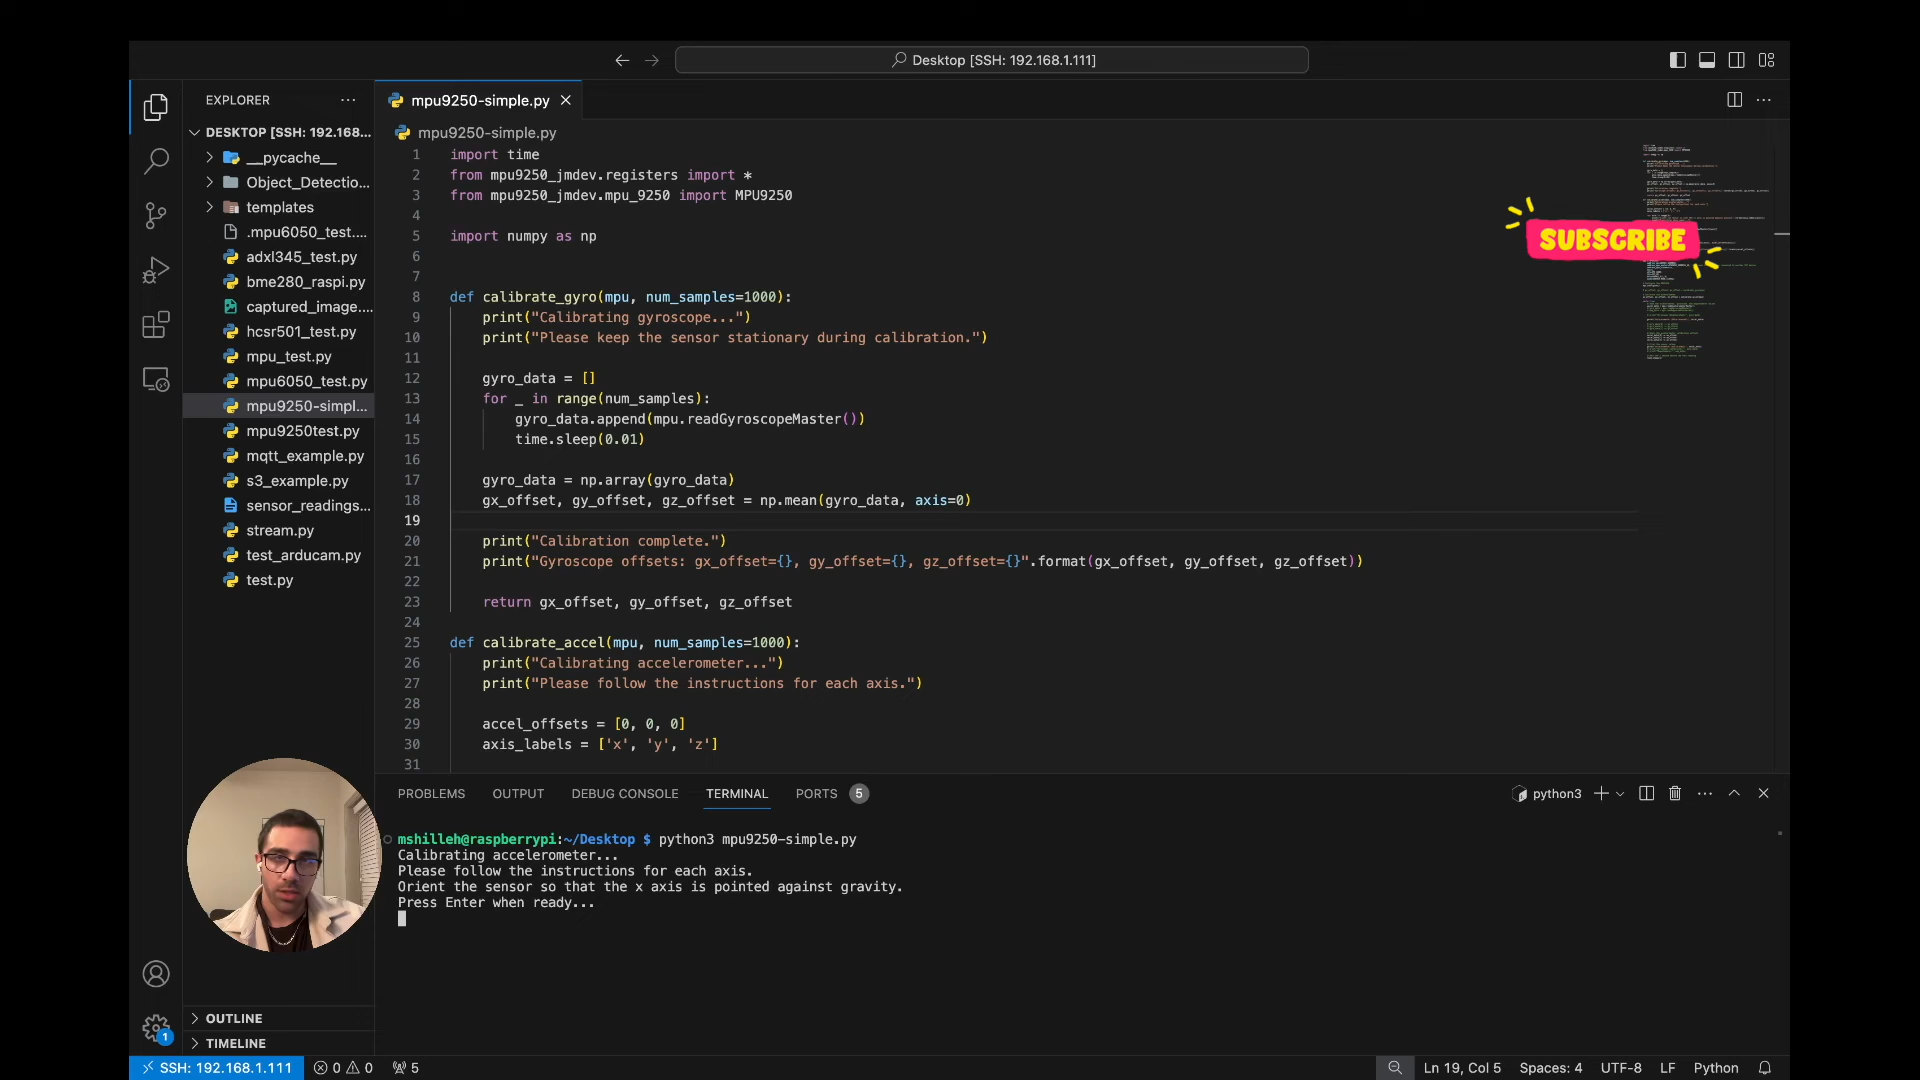 Desktop [SSH: 192.168.1.111]
EXPLORER
mpu9250-simple.py
DESKTOP [SSH: 192.168...
mpu9250-simple.py
__pycache__
Object_Detectio...
templates
.mpu6050_test....
adxl345_test.py
bme280_raspi.py
captured_image....
hcsr501_test.py
mpu_test.py
mpu6050_test.py
mpu9250-simpl...
mpu9250test.py
mqtt_example.py
s3_example.py
sensor_readings...
stream.py
test_arducam.py
test.py
1 import time
2 from mpu9250_jmdev.registers import *
3 from mpu9250_jmdev.mpu_9250 import MPU9250
4
5 import numpy as np
6
7
8 def calibrate_gyro(mpu, num_samples=1000):
9 print("Calibrating gyroscope...")
10 print("Please keep the sensor stationary during calibration.")
11
12 gyro_data = []
13 for _ in range(num_samples):
14 gyro_data.append(mpu.readGyroscopeMaster())
15 time.sleep(0.01)
16
17 gyro_data = np.array(gyro_data)
18 gx_offset, gy_offset, gz_offset = np.mean(gyro_data, axis=0)
19
20 print("Calibration complete.")
21 print("Gyroscope offsets: gx_offset={}, gy_offset={}, gz_offset={}".format(gx_offset, gy_offset, gz_offset))
22
23 return gx_offset, gy_offset, gz_offset
24
25 def calibrate_accel(mpu, num_samples=1000):
26 print("Calibrating accelerometer...")
27 print("Please follow the instructions for each axis.")
28
29 accel_offsets = [0, 0, 0]
30 axis_labels = ['x', 'y', 'z']
31
SUBSCRIBE
PROBLEMS OUTPUT DEBUG CONSOLE TERMINAL PORTS 5
python3
mshilleh@raspberrypi:~/Desktop $ python3 mpu9250-simple.py
Calibrating accelerometer...
Please follow the instructions for each axis.
Orient the sensor so that the x axis is pointed against gravity.
Press Enter when ready...
OUTLINE
TIMELINE
1
SSH: 192.168.1.111 0 0 5
Ln 19, Col 5 Spaces: 4 UTF-8 LF Python